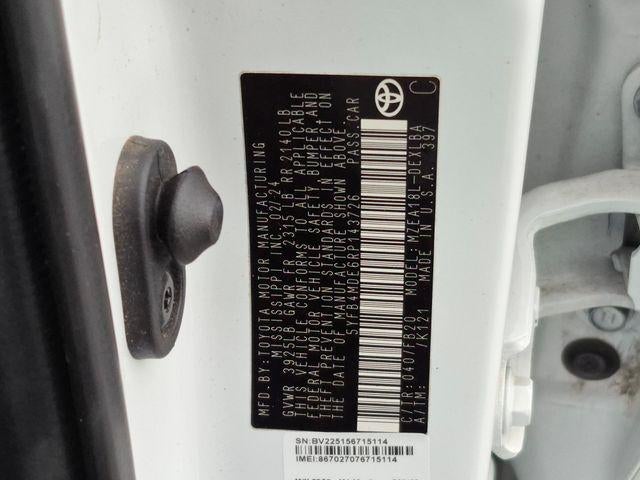 MFD.BY: TOYOTA MOTOR MANUFACTURING
MISSISSIPPI INC. 02/24
GVWR 3925LB GAWR FR 2315 LB RR 2140LB
THIS VEHICLE CONFORMS TO ALL APPLICABLE
FEDERAL MOTOR VEHICLE SAFETY BUMPER, AND
THEFT PREVENTION STANDARDS IN EFFECT ON
THE DATE OF MANUFACTURE SHOWN ABOVE.
5YFB4MDE6RP143726 PASS.CAR
C/TR: 040/FB20 MODEL: MZEA18L-DEXLBA
A/TM: /K121 MADE IN U.S.A. 397
C
SN:BV225156715114
IMEI:867027076715114